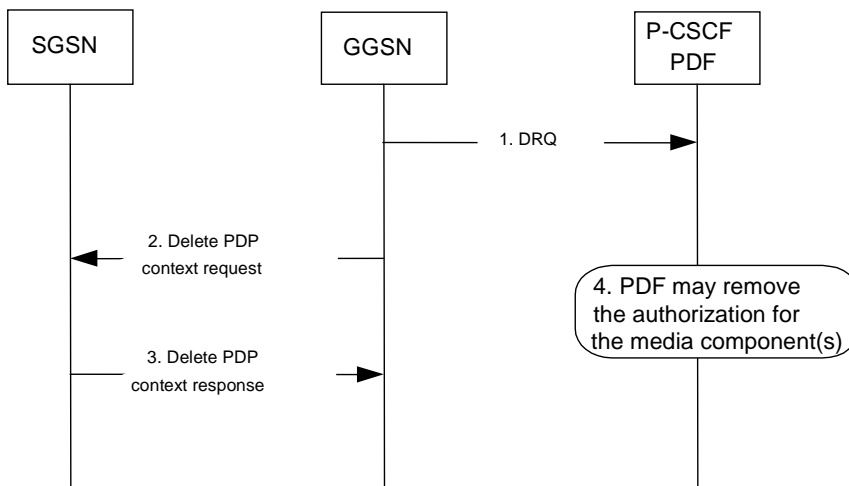 SGSN
GGSN
P-CSCF
PDF
1. DRQ
2. Delete PDP
context request
4. PDF may remove
the authorization for
the media component(s)
3. Delete PDP
context response